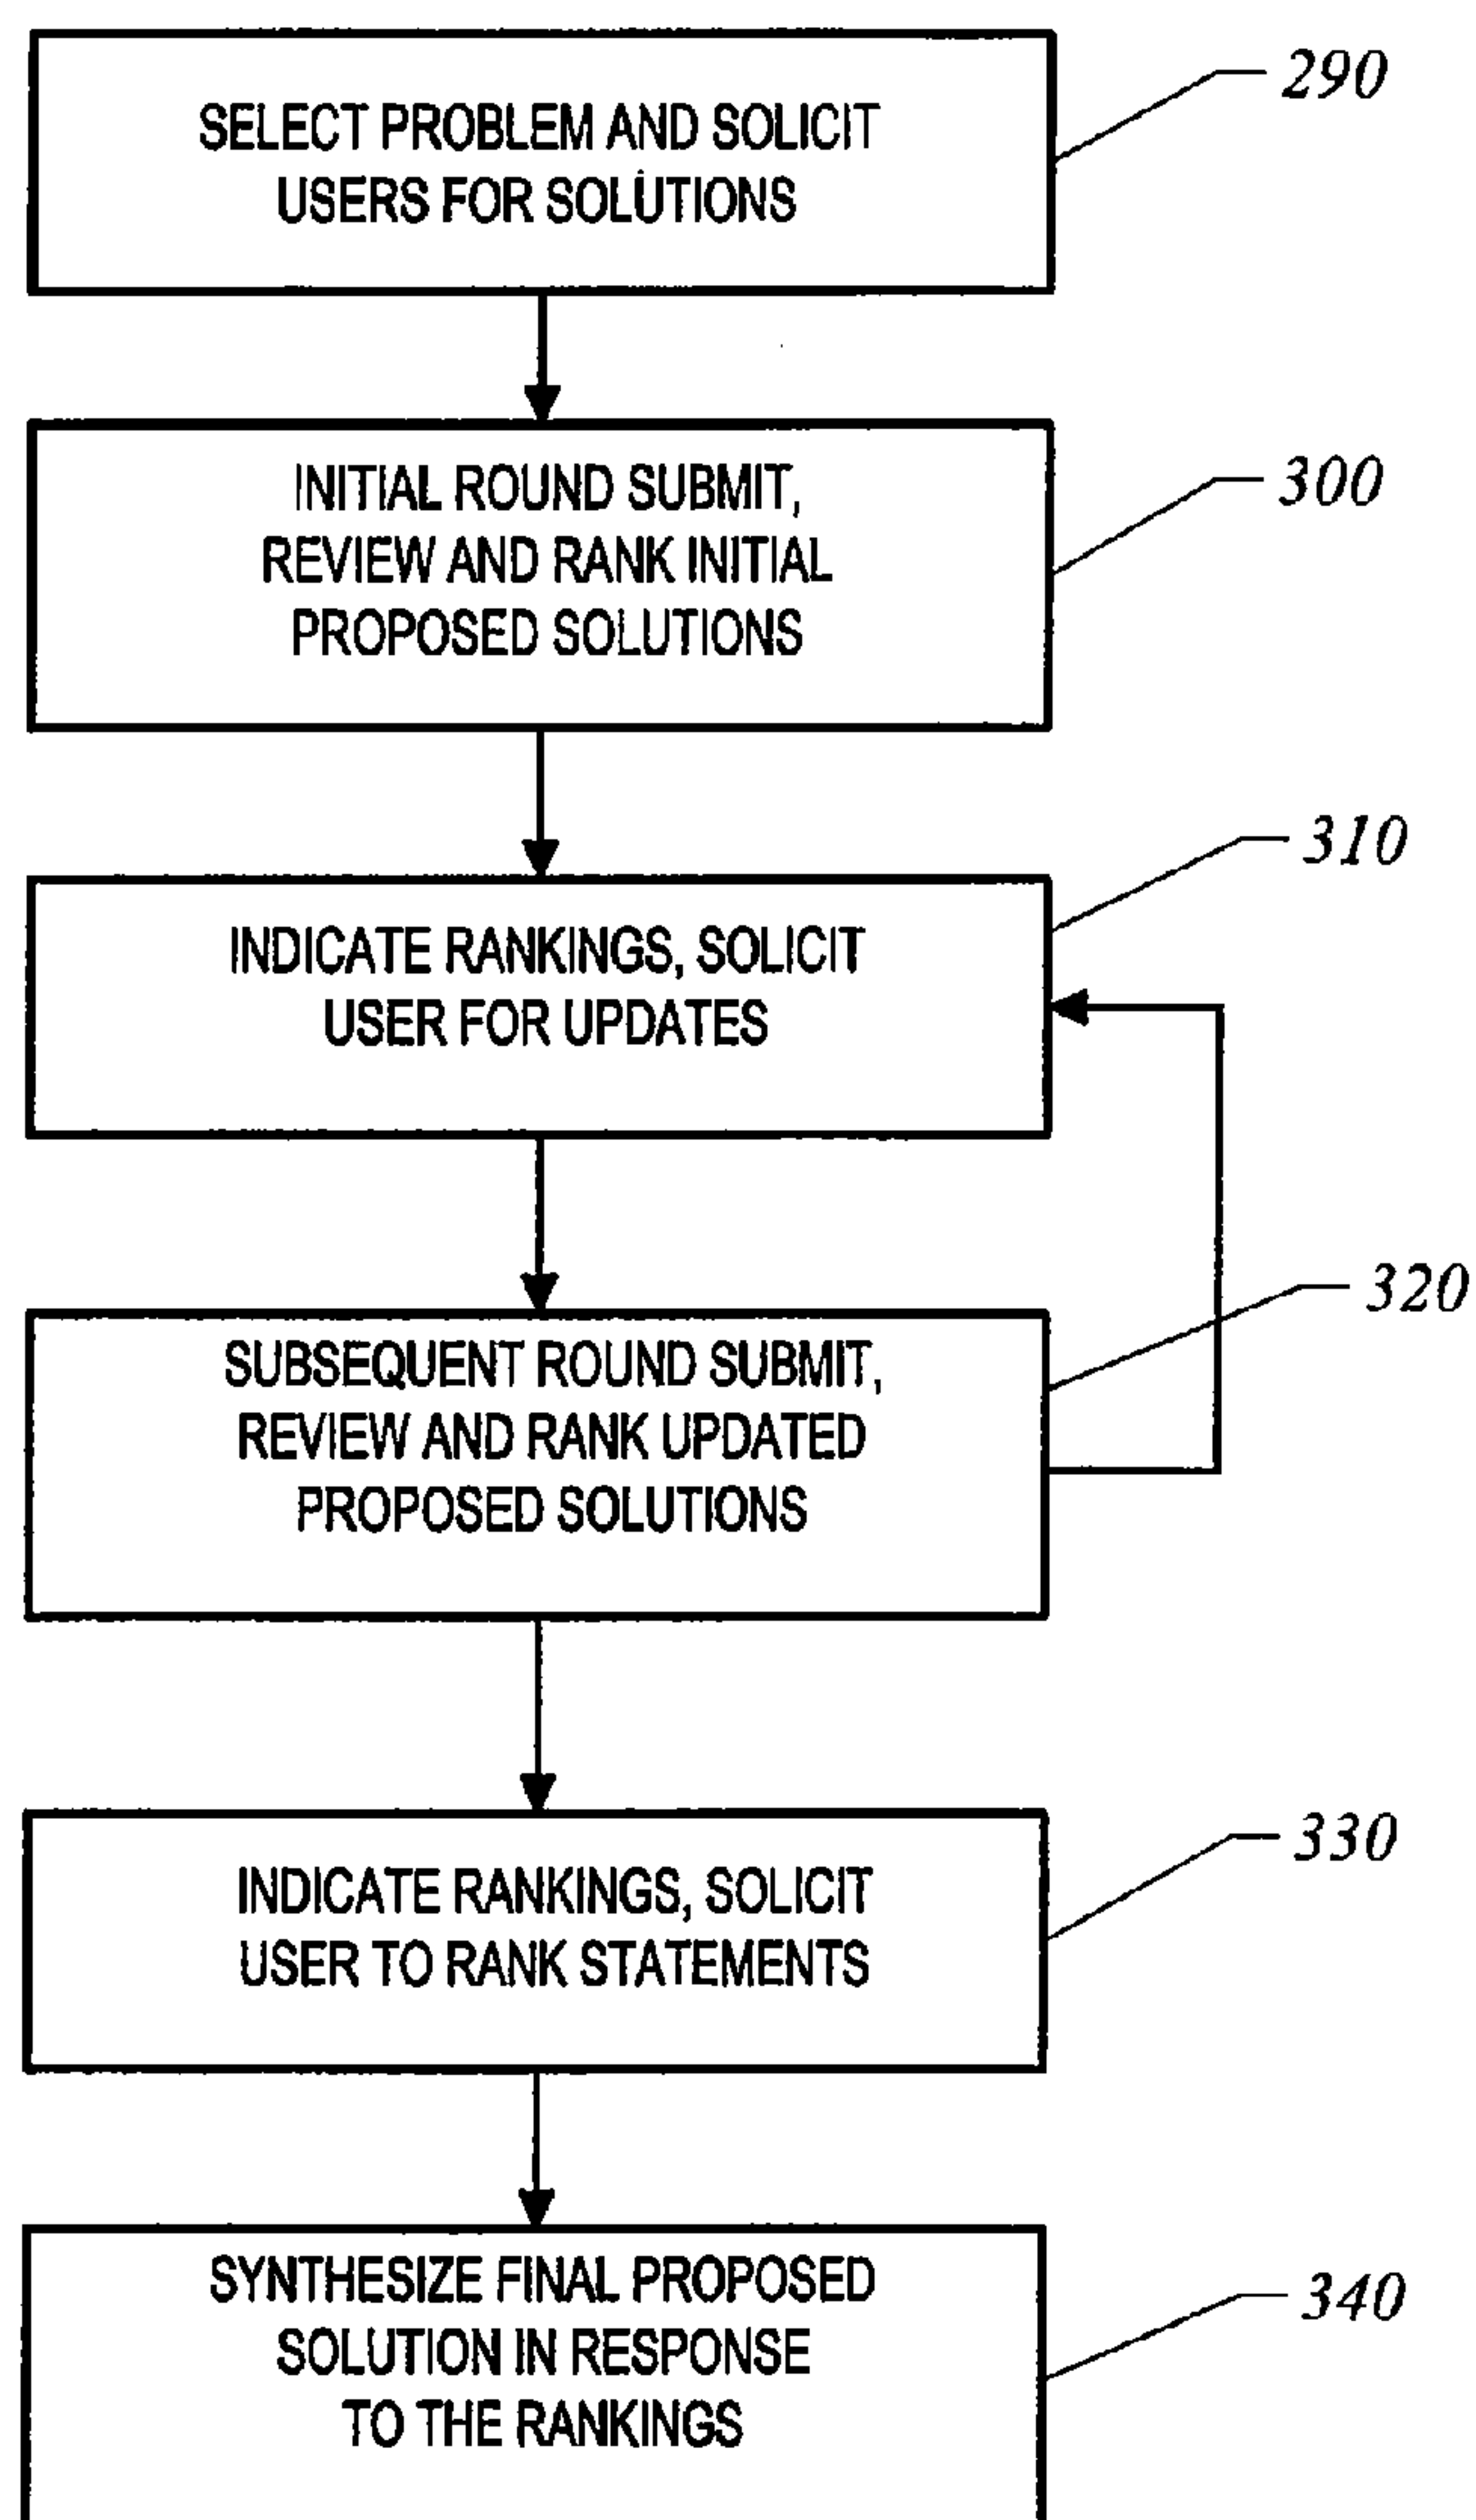 290
SELECT PROBLEM AND SOLICIT
USERS FOR SOLUTIONS
300
INITIAL ROUND SUBMIT,
REVIEW AND RANK INITIAL
PROPOSED SOLUTIONS
310
INDICATE RANKINGS, SOLICIT
USER FOR UPDATES
320
SUBSEQUENT ROUND SUBMIT,
REVIEW AND RANK UPDATED
PROPOSED SOLUTIONS
330
INDICATE RANKINGS, SOLICIT
USER TO RANK STATEMENTS
340
SYNTHESIZE FINAL PROPOSED
SOLUTION IN RESPONSE
TO THE RANKINGS